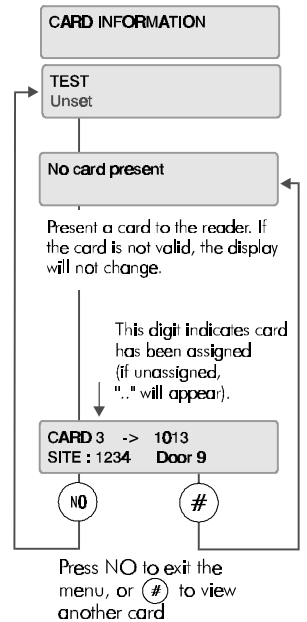 CARD INFORMATION
TEST
Unset
No card present
Present a card to the reader. If
the card is not valid, the display
will not change.
This digit indicates card
has been assigned
(if unassigned,
".." will appear).
CARD 3 -> 1013
SITE : 1234 Door 9
NO
#
Press NO to exit the
menu, or # to view
another card